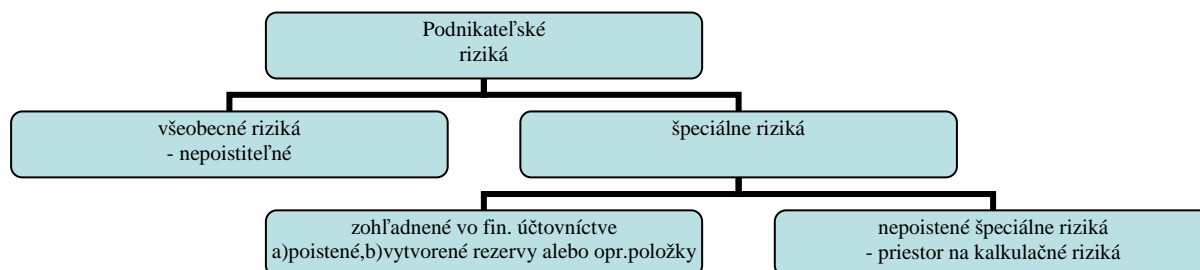 Podnikateľské
riziká
všeobecné riziká
- nepoistiteľné
špeciálne riziká
zohľadnené vo fin. účtovníctve
a)poistené,b)vytvorené rezervy alebo opr.položky
nepoistené špeciálne riziká
- priestor na kalkulačné riziká